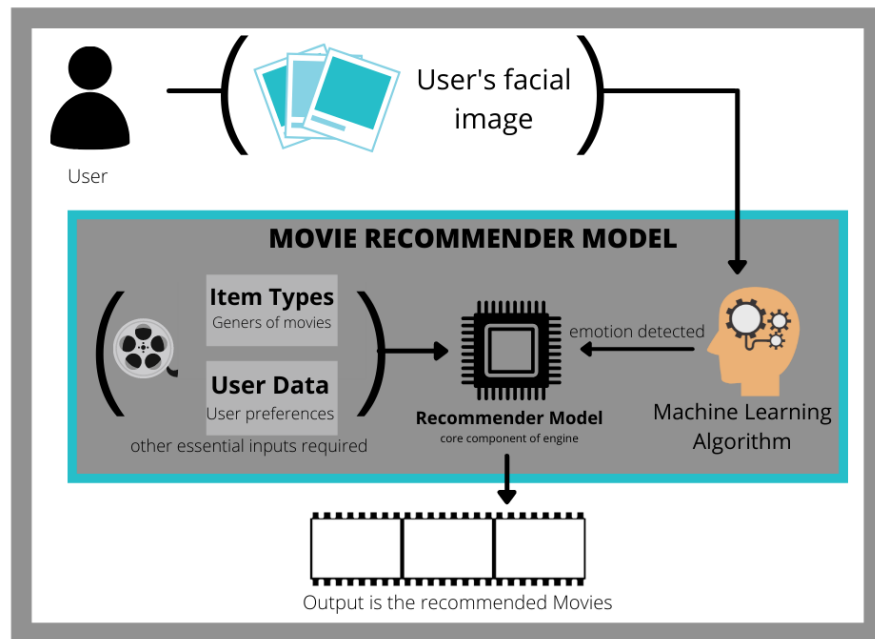 User's facial
image
User
MOVIE RECOMMENDER MODEL
Item Types
Geners of movies
User Data
User preferences
other essential inputs required
Recommender Model
core component of engine
emotion detected
Machine Learning
Algorithm
Output is the recommended Movies